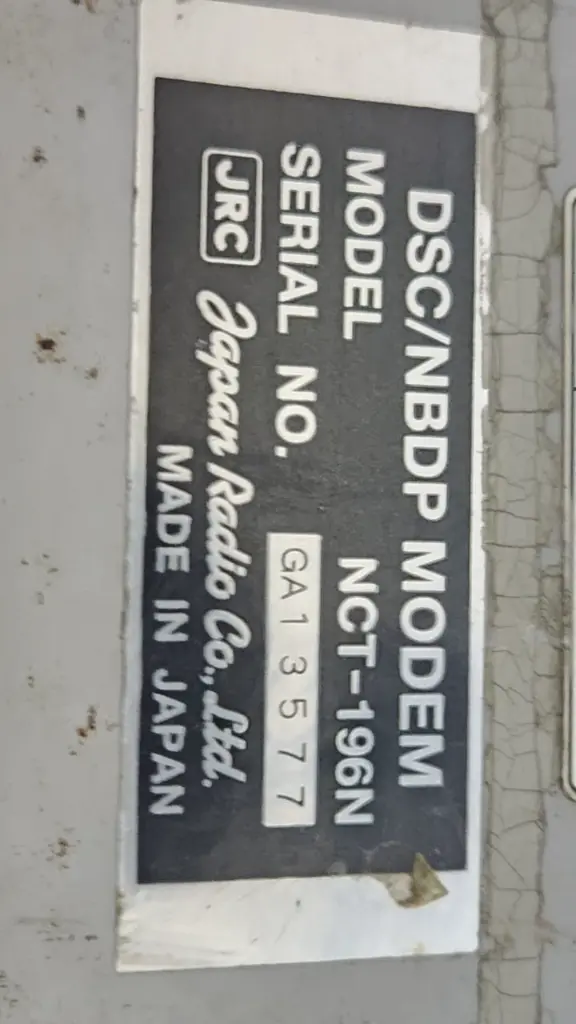 DSC/NBDP MODEM
MODEL NCT-196N
SERIAL NO. GA13577
JRC Japan Radio Co., Ltd.
MADE IN JAPAN